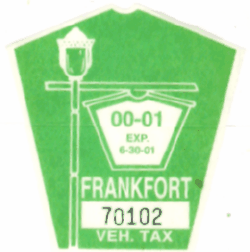 00-01
EXP.
6-30-01
FRANKFORT
70102
VEH. TAX